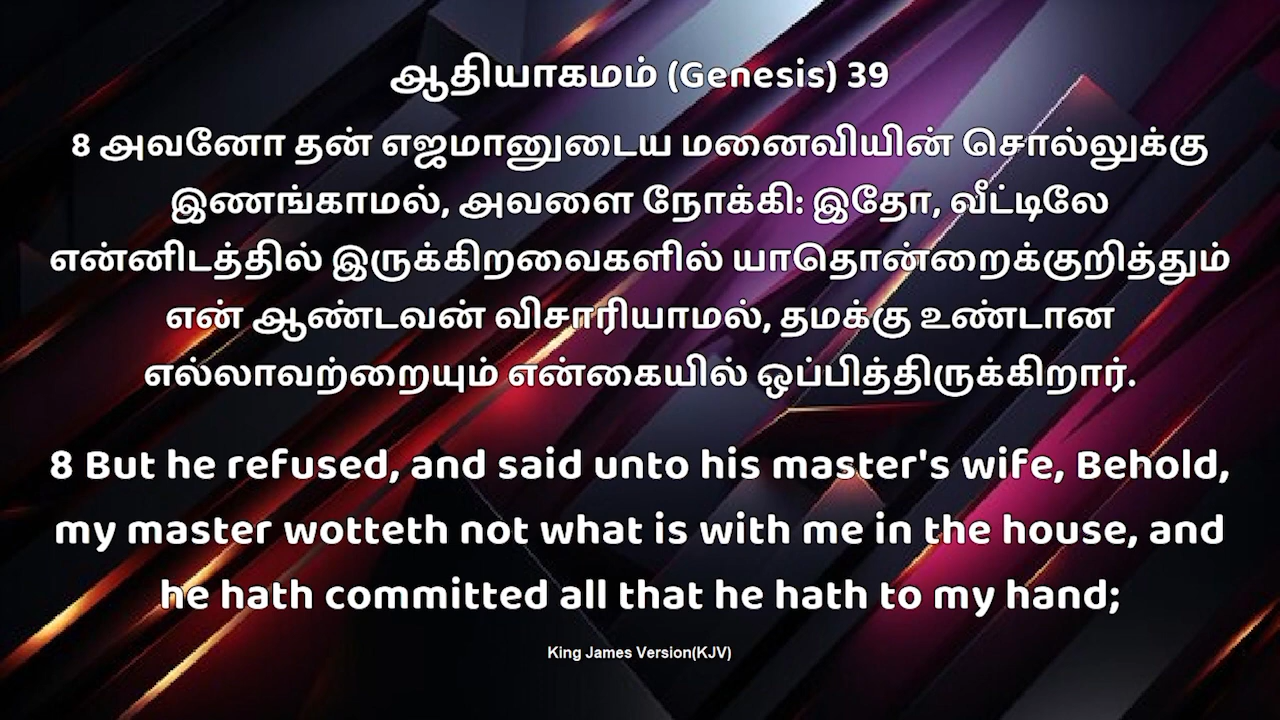 ஆதியாகமம் (Genesis) 39
8 அவனோ தன் எஜமானுடைய மனைவியின் சொல்லுக்கு
இணங்காமல், அவளை நோக்கி: இதோ, வீட்டிலே
என்னிடத்தில் இருக்கிறவைகளில் யாதொன்றைக்குறித்தும்
என் ஆண்டவன் விசாரியாமல், தமக்கு உண்டான
எல்லாவற்றையும் என்கையில் ஒப்பித்திருக்கிறார்.
8 But he refused, and said unto his master's wife, Behold,
my master wotteth not what is with me in the house, and
he hath committed all that he hath to my hand;
King James Version(KJV)